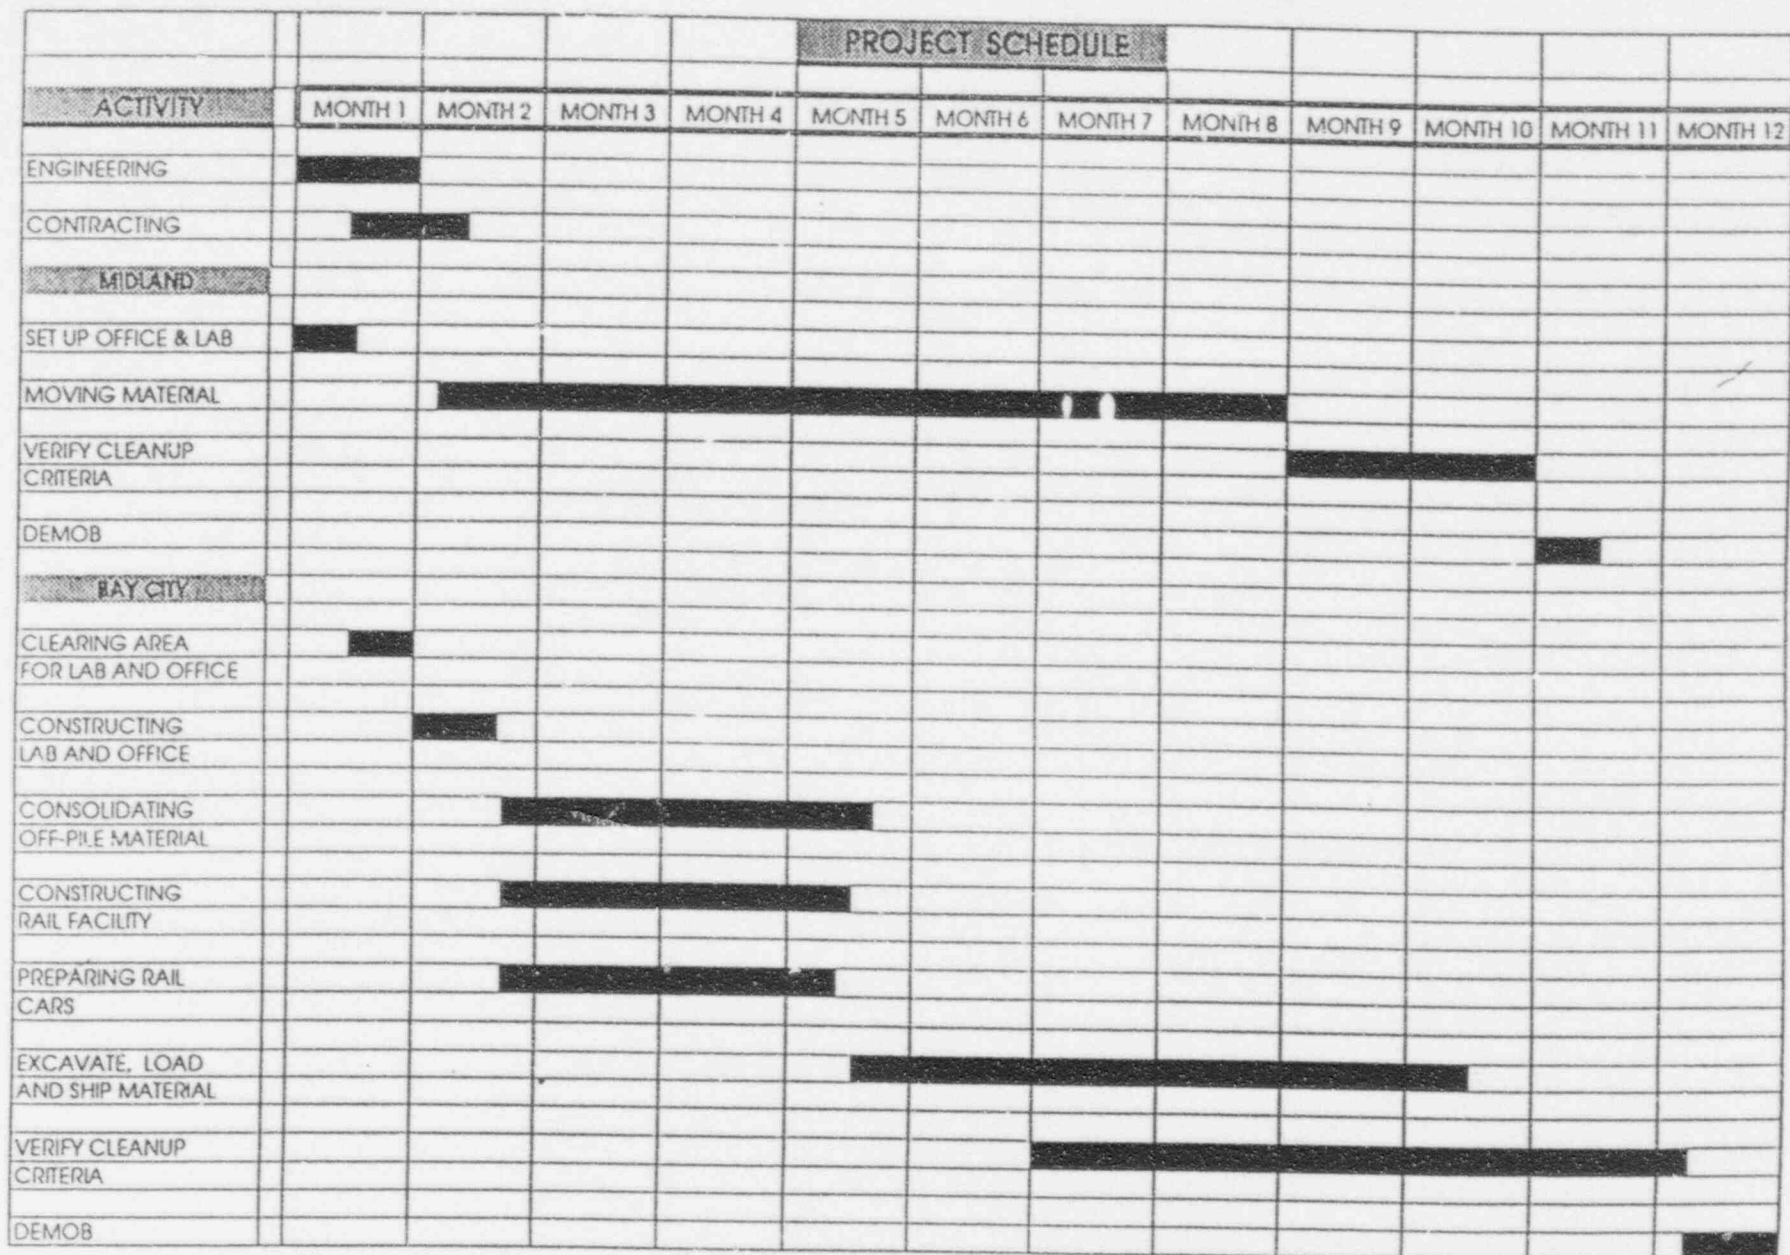 PROJECT SCHEDULE
ACTIVITY MONTH 1 MONTH 2 MONTH 3 MONTH 4 MONTH 5 MONTH 6 MONTH 7 MONTH 8 MONTH 9 MONTH 10 MONTH 11 MONTH 12
ENGINEERING
CONTRACTING
MIDLAND
SET UP OFFICE & LAB
MOVING MATERIAL
VERIFY CLEANUP
CRITERIA
DEMOB
BAY CITY
CLEARING AREA
FOR LAB AND OFFICE
CONSTRUCTING
LAB AND OFFICE
CONSOLIDATING
OFF-PILE MATERIAL
CONSTRUCTING
RAIL FACILITY
PREPARING RAIL
CARS
EXCAVATE, LOAD
AND SHIP MATERIAL
VERIFY CLEANUP
CRITERIA
DEMOB